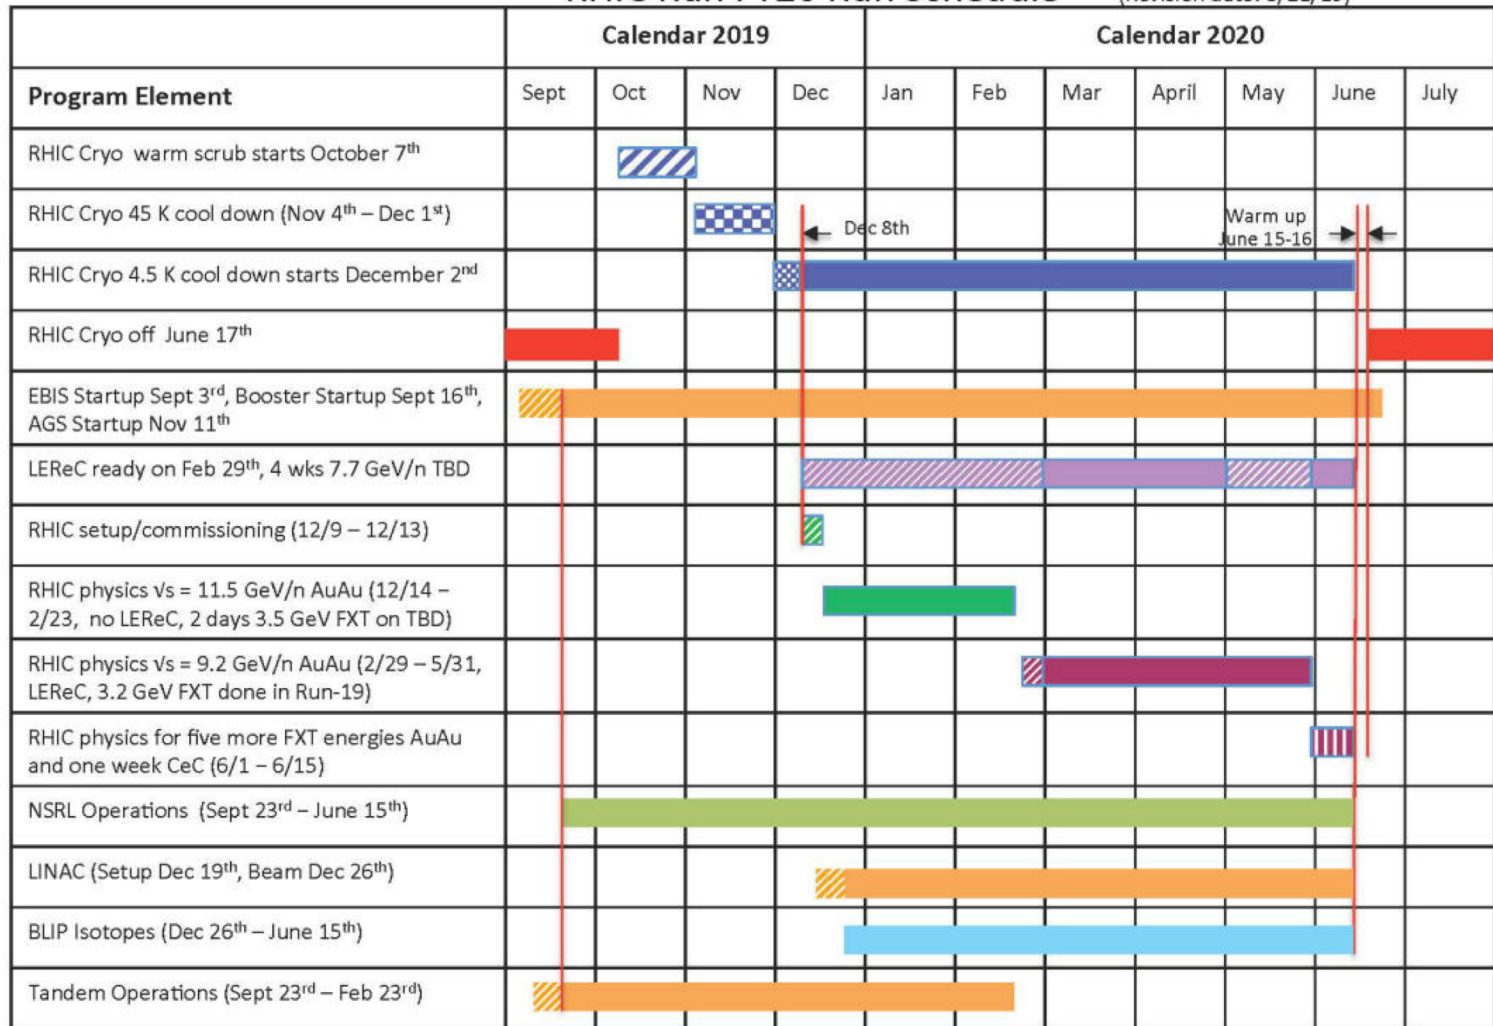 Calendar 2019 Calendar 2020
Program Element Sept Oct Nov Dec Jan Feb Mar April May June July
RHIC Cryo warm scrub starts October 7th
RHIC Cryo 45 K cool down (Nov 4th – Dec 1st)
Dec 8th
Warm up
June 15-16
RHIC Cryo 4.5 K cool down starts December 2nd
RHIC Cryo off June 17th
EBIS Startup Sept 3rd, Booster Startup Sept 16th,
AGS Startup Nov 11th
LEReC ready on Feb 29th, 4 wks 7.7 GeV/n TBD
RHIC setup/commissioning (12/9 – 12/13)
RHIC physics √s = 11.5 GeV/n AuAu (12/14 –
2/23, no LEReC, 2 days 3.5 GeV FXT on TBD)
RHIC physics √s = 9.2 GeV/n AuAu (2/29 – 5/31,
LEReC, 3.2 GeV FXT done in Run-19)
RHIC physics for five more FXT energies AuAu
and one week CeC (6/1 – 6/15)
NSRL Operations (Sept 23rd – June 15th)
LINAC (Setup Dec 19th, Beam Dec 26th)
BLIP Isotopes (Dec 26th – June 15th)
Tandem Operations (Sept 23rd – Feb 23rd)